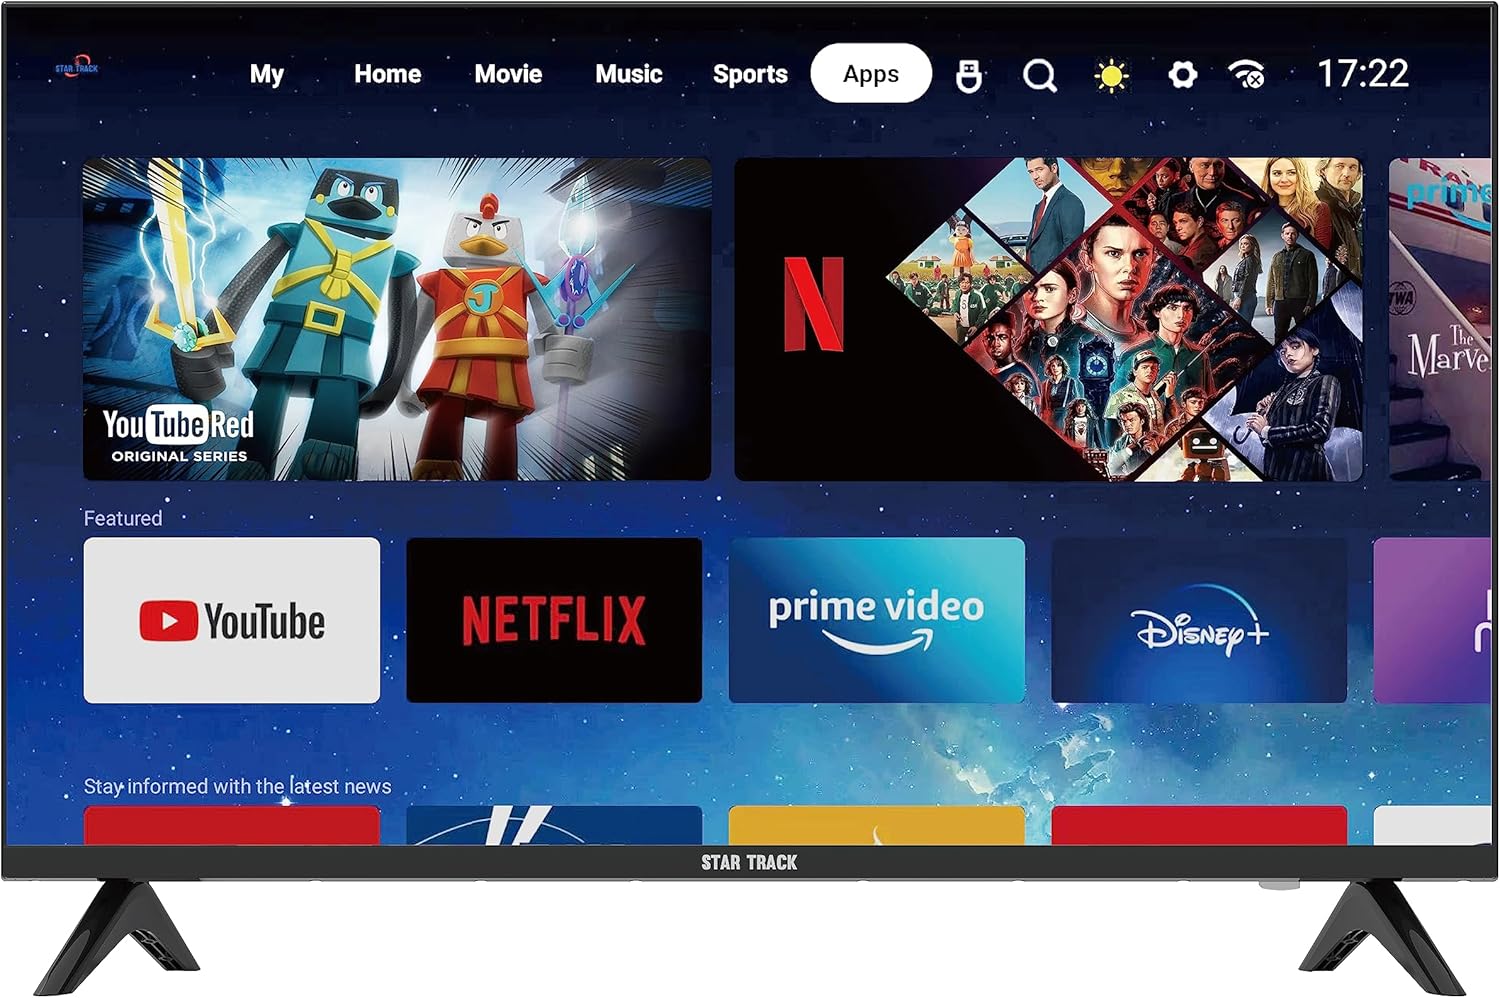 STAR TRACK
My Home Movie Music Sports Apps 17:22
YouTube Red
ORIGINAL SERIES
J
N
prime
TWA
The
Marve
Featured
YouTube
NETFLIX
prime video
Disney+
Stay informed with the latest news
STAR TRACK